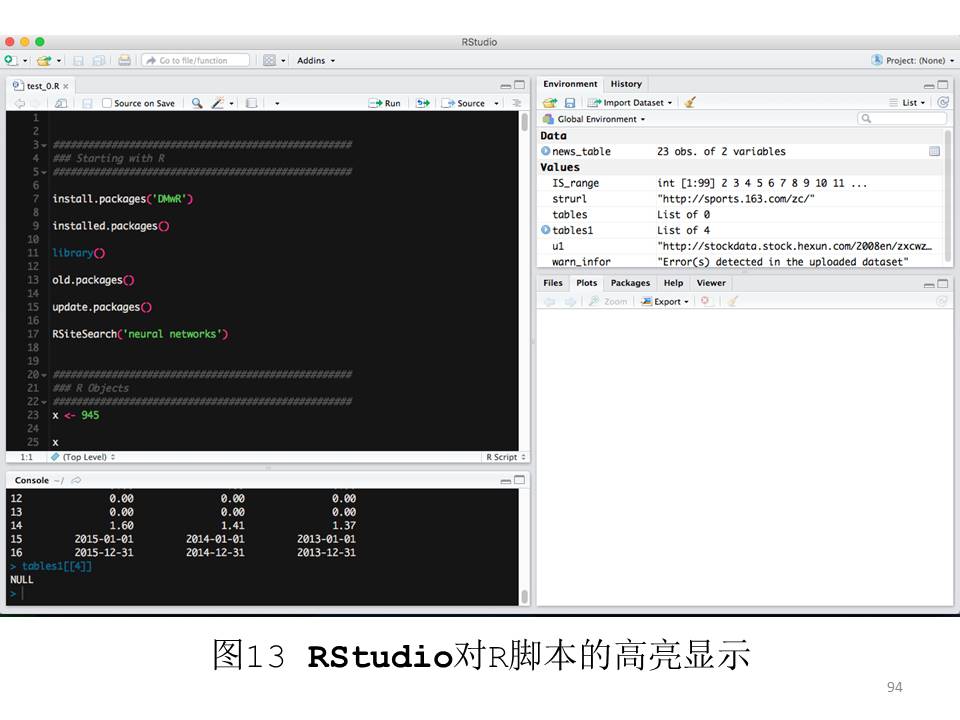 RStudio
Go to file/function
Addins
Project: (None)
test_0.R
Source on Save
Run
Source
1
2
3 ##################################################
4 ### Starting with R
5 ##################################################
6
7 install.packages('DMwR')
8
9 installed.packages()
10
11 library()
12
13 old.packages()
14
15 update.packages()
16
17 RSiteSearch('neural networks')
18
19
20 ##################################################
21 ### R Objects
22 ##################################################
23 x <- 945
24
25 x
1:1 (Top Level) R Script
Console ~/
12 0.00 0.00 0.00
13 0.00 0.00 0.00
14 1.60 1.41 1.37
15 2015-01-01 2014-01-01 2013-01-01
16 2015-12-31 2014-12-31 2013-12-31
> tables1[[4]]
NULL
>
Environment History
Import Dataset List
Global Environment
Data
news_table 23 obs. of 2 variables
Values
IS_range int [1:99] 2 3 4 5 6 7 8 9 10 11 ...
strurl "http://sports.163.com/zc/"
tables List of 0
tables1 List of 4
u1 "http://stockdata.stock.hexun.com/2008en/zxcwz…
warn_infor "Error(s) detected in the uploaded dataset"
Files Plots Packages Help Viewer
Zoom Export
图13 RStudio对R脚本的高亮显示
94